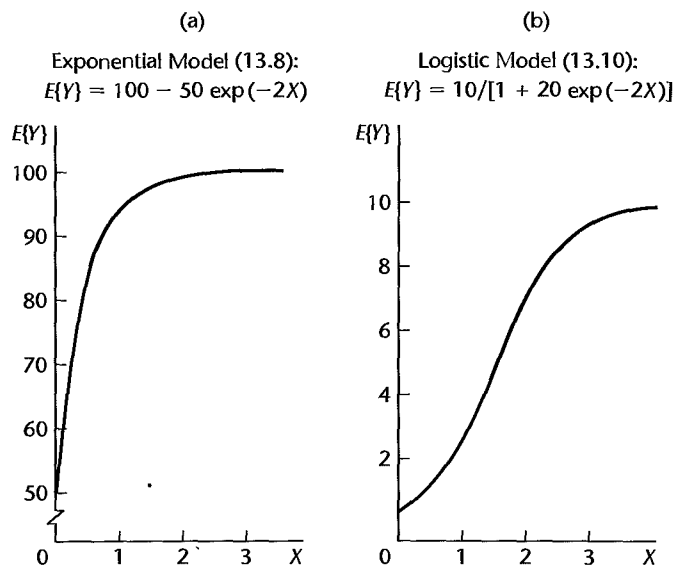 (a)
Exponential Model (13.8):
E{Y} = 100 − 50 exp(−2X)
E{Y}
100
90
80
70
60
50
0 1 2 3 X
(b)
Logistic Model (13.10):
E{Y} = 10/[1 + 20 exp(−2X)]
E{Y}
10
8
6
4
2
0 1 2 3 X